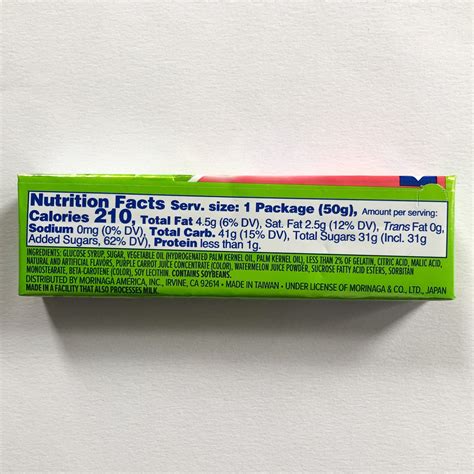 Nutrition Facts Serv. size: 1 Package (50g), Amount per serving:
Calories 210, Total Fat 4.5g (6% DV), Sat. Fat 2.5g (12% DV), Trans Fat 0g,
Sodium 0mg (0% DV), Total Carb. 41g (15% DV), Total Sugars 31g (Incl. 31g
Added Sugars, 62% DV), Protein less than 1g.
INGREDIENTS: GLUCOSE SYRUP, SUGAR, VEGETABLE OIL (HYDROGENATED PALM KERNEL OIL, PALM KERNEL OIL), LESS THAN 2% OF GELATIN, CITRIC ACID, MALIC ACID,
NATURAL AND ARTIFICIAL FLAVORS, PURPLE CARROT JUICE CONCENTRATE (COLOR), WATERMELON JUICE POWDER, SUCROSE FATTY ACID ESTERS, SORBITAN
MONOSTEARATE, BETA-CAROTENE (COLOR), SOY LECITHIN. CONTAINS SOYBEANS.
DISTRIBUTED BY MORINAGA AMERICA, INC., IRVINE, CA 92614 • MADE IN TAIWAN • UNDER LICENSE OF MORINAGA & CO., LTD., JAPAN
MADE IN A FACILITY THAT ALSO PROCESSES MILK.